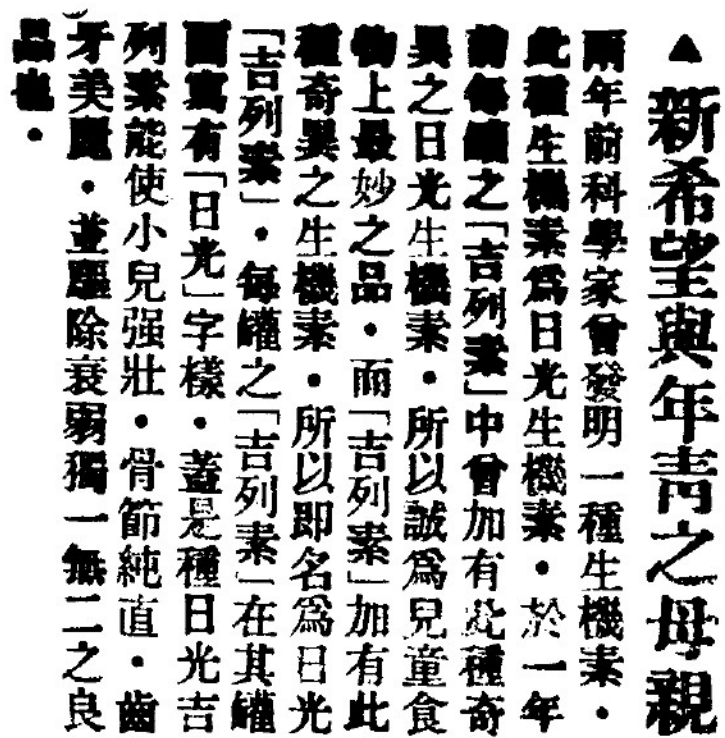 ▲新希望與年青之母親
兩年前科學家曾發明一種生機素・
此種生機素爲日光生機素・於一年
前每罐之「吉列素」中曾加有此種奇
異之日光生機素・所以誠爲兒童食
物上最妙之品・而「吉列素」加有此
種奇異之生機素・所以即名爲日光
「吉列素」・每罐之「吉列素」在其罐
面寫有「日光」字樣・蓋是種日光吉
列素能使小兒强壯・骨節純直・齒
牙美麗・並驅除衰弱獨一無二之良
品也・